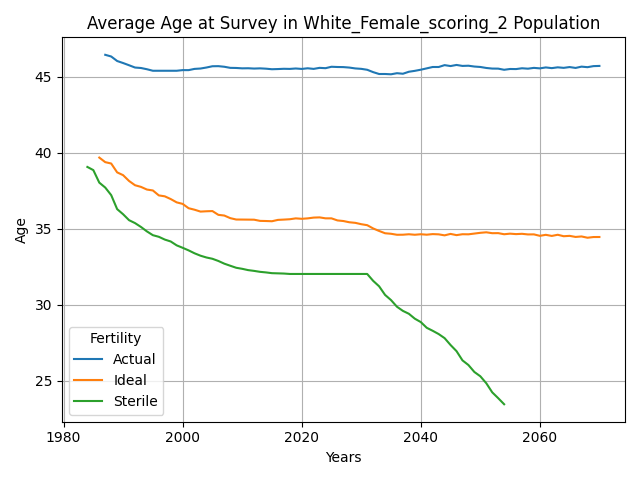 Average Age at Survey in White_Female_scoring_2 Population
45
40
35
30
25
Age
Fertility
Actual
Ideal
Sterile
1980
2000
2020
2040
2060
Years